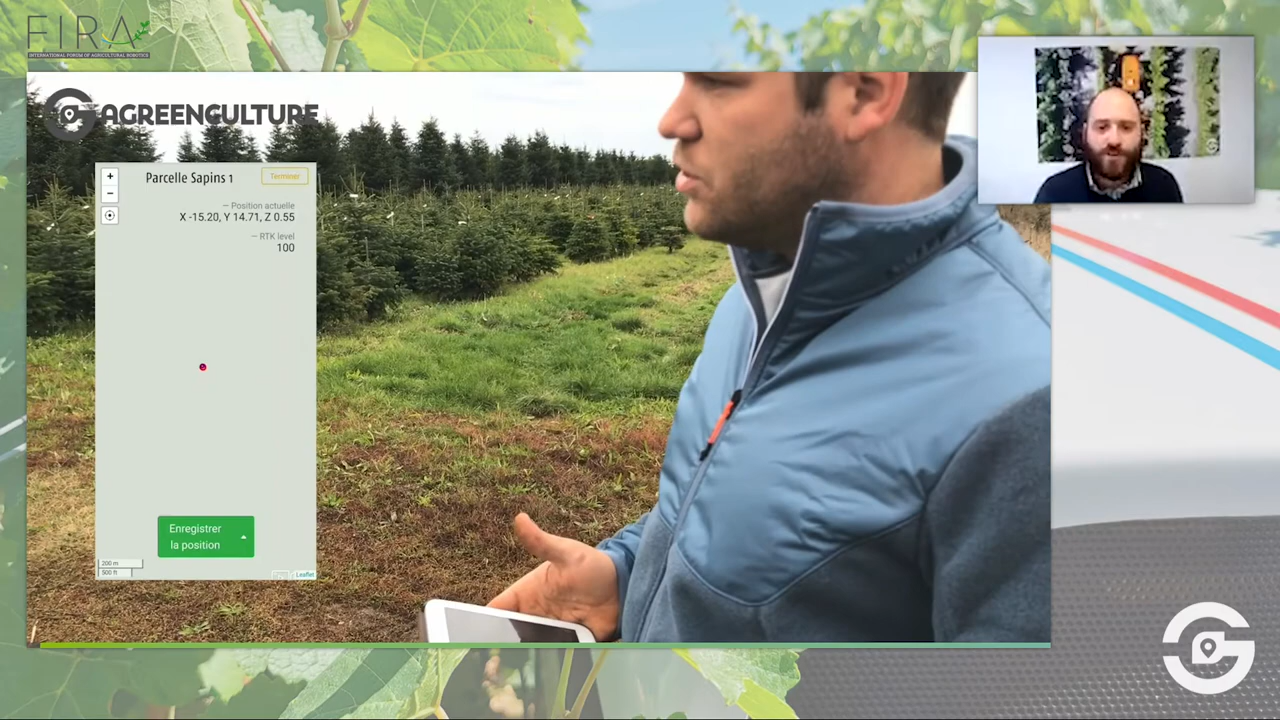 FIRA
INTERNATIONAL FORUM OF AGRICULTURAL ROBOTICS
AGREENCULTURE
+
Parcelle Sapins 1
Terminer
−
— Position actuelle
X -15.20, Y 14.71, Z 0.55
— RTK level
100
Enregistrer
la position
200 m
500 ft
Leaflet